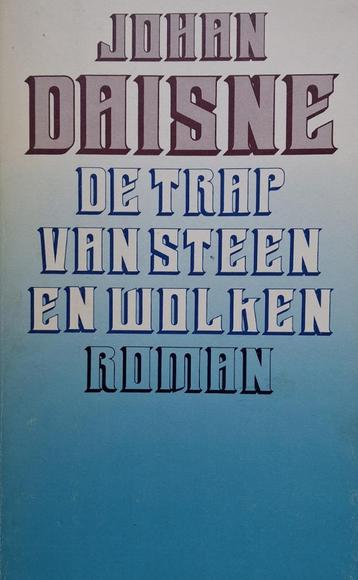 JOHAN
DAISNE
DE TRAP
VAN STEEN
EN WOLKEN
ROMAN